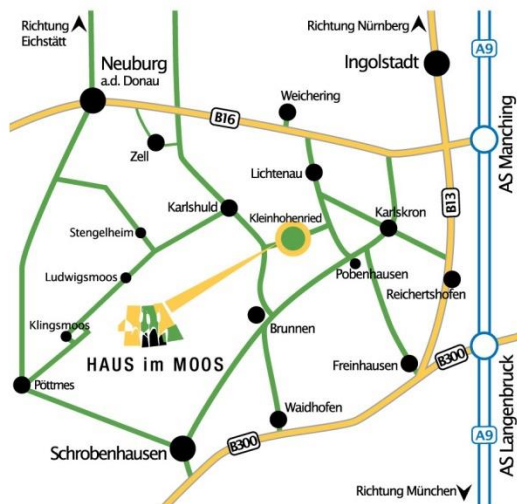 Richtung
Eichstätt
Richtung Nürnberg
A9
Neuburg
a.d. Donau
Ingolstadt
Weichering
B16
AS Manching
Zell
Lichtenau
B13
Karlshuld
Kleinhohenried
Karlskron
Stengelheim
Pobenhausen
Ludwigsmoos
Reichertshofen
Klingsmoos
Brunnen
HAUS im MOOS
Freinhausen
B300
Pöttmes
Waidhofen
AS Langenbruck
Schrobenhausen
B300
A9
Richtung München